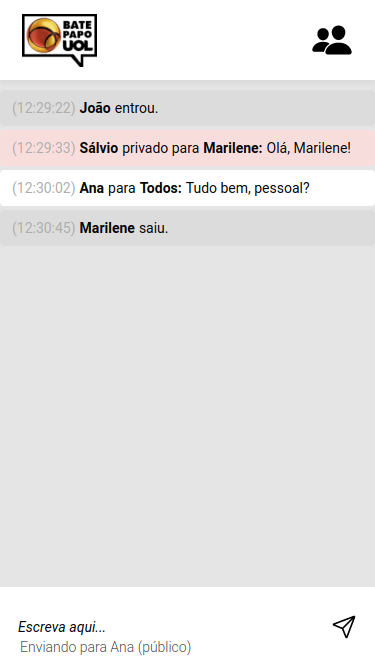 BATE
PAPO
UOL
(12:29:22) João entrou.
(12:29:33) Sálvio privado para Marilene: Olá, Marilene!
(12:30:02) Ana para Todos: Tudo bem, pessoal?
(12:30:45) Marilene saiu.
Escreva aqui...
Enviando para Ana (público)